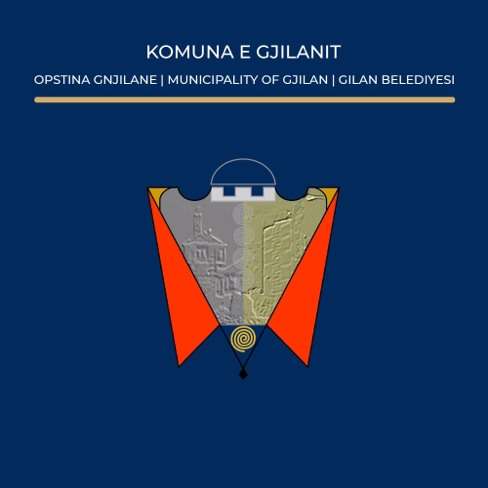 KOMUNA E GJILANIT
OPSTINA GNJILANE | MUNICIPALITY OF GJILAN | GILAN BELEDIYESI